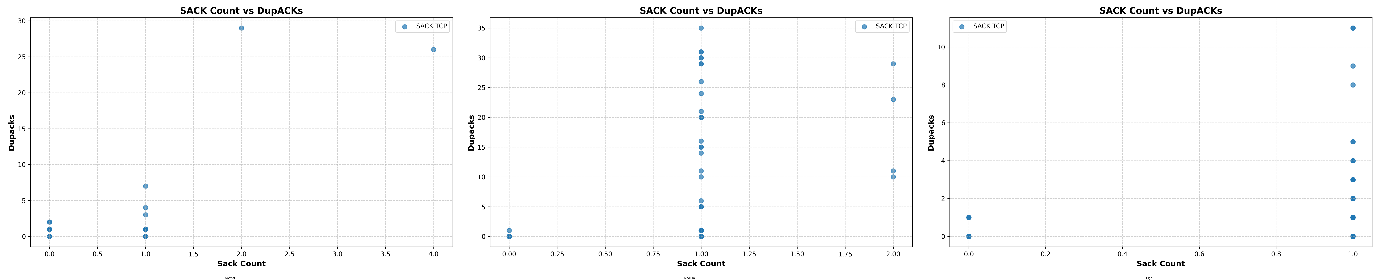 SACK Count vs DupACKs
SACK TCP
Dupacks
30
25
20
15
10
5
0
0.0 0.5 1.0 1.5 2.0 2.5 3.0 3.5 4.0
Sack Count
SACK Count vs DupACKs
SACK TCP
Dupacks
35
30
25
20
15
10
5
0
0.00 0.25 0.50 0.75 1.00 1.25 1.50 1.75 2.00
Sack Count
SACK Count vs DupACKs
SACK TCP
Dupacks
10
8
6
4
2
0
0.0 0.2 0.4 0.6 0.8 1.0
Sack Count